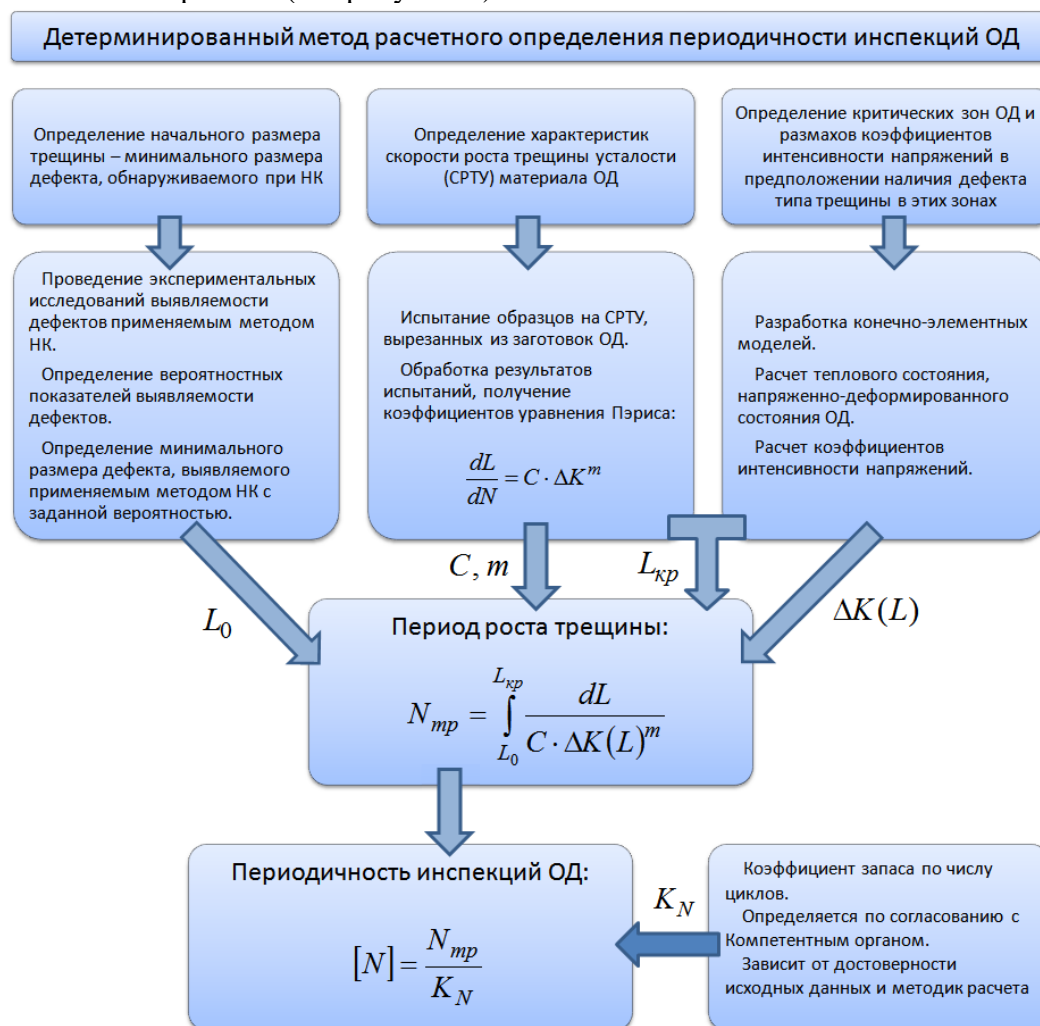 Детерминированный метод расчетного определения периодичности инспекций ОД
Определение начального размера
трещины – минимального размера
дефекта, обнаруживаемого при НК
Определение характеристик
скорости роста трещины усталости
(СРТУ) материала ОД
Определение критических зон ОД и
размахов коэффициентов
интенсивности напряжений в
предположении наличия дефекта
типа трещины в этих зонах
Проведение экспериментальных
исследований выявляемости
дефектов применяемым методом
НК.
Определение вероятностных
показателей выявляемости
дефектов.
Определение минимального
размера дефекта, выявляемого
применяемым методом НК с
заданной вероятностью.
Испытание образцов на СРТУ,
вырезанных из заготовок ОД.
Обработка результатов
испытаний, получение
коэффициентов уравнения Пэриса:
dL/dN = C · ΔK^m
Разработка конечно-элементных
моделей.
Расчет теплового состояния,
напряженно-деформированного
состояния ОД.
Расчет коэффициентов
интенсивности напряжений.
L_0
C, m
L_кр
ΔK(L)
Период роста трещины:
N_тр = ∫_{L_0}^{L_кр} dL / (C · ΔK(L)^m)
Периодичность инспекций ОД:
[N] = N_тр / K_N
K_N
Коэффициент запаса по числу
циклов.
Определяется по согласованию с
Компетентным органом.
Зависит от достоверности
исходных данных и методик расчета